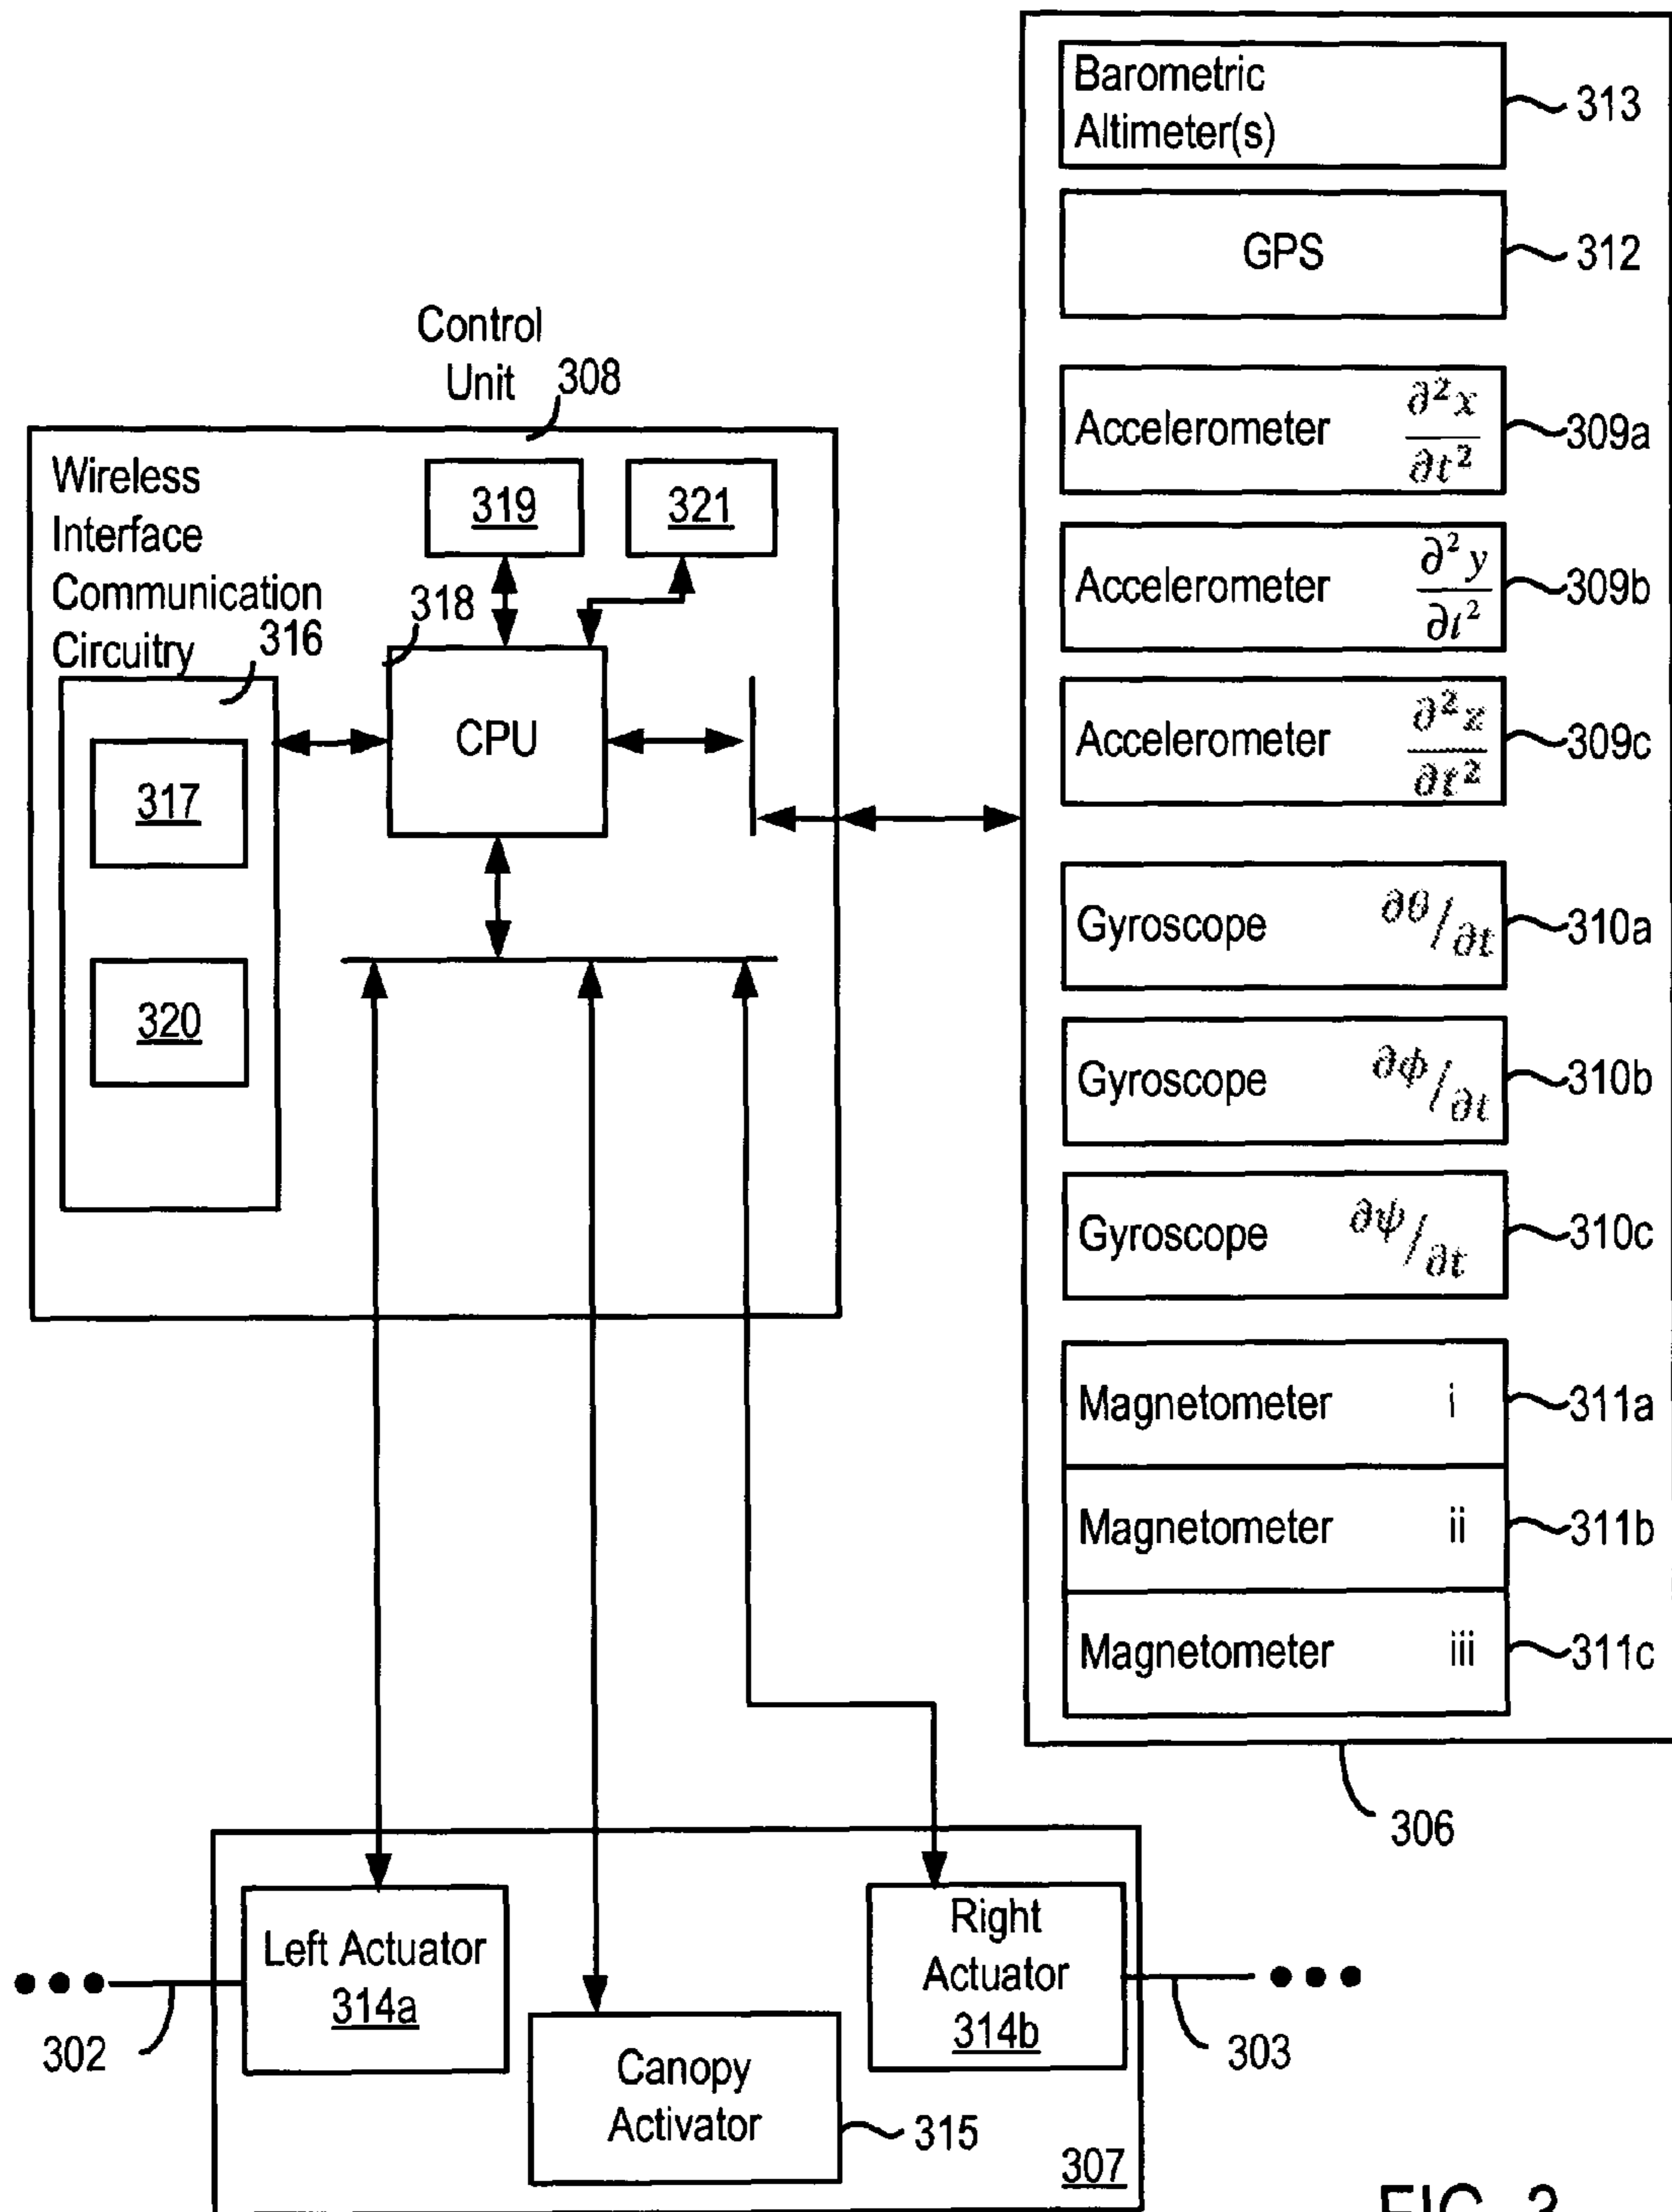 Barometric
Altimeter(s)
313
GPS
312
Control
Unit
308
Accelerometer ∂²x/∂t²
309a
Wireless
Interface
Communication
Circuitry
316
319
321
318
Accelerometer ∂²y/∂t²
309b
CPU
Accelerometer ∂²z/∂t²
309c
317
Gyroscope ∂θ/∂t
310a
320
Gyroscope ∂ϕ/∂t
310b
Gyroscope ∂ψ/∂t
310c
Magnetometer i
311a
Magnetometer ii
311b
Magnetometer iii
311c
306
Left Actuator
314a
Right
Actuator
314b
302
303
Canopy
Activator
315
307
FIG. 3